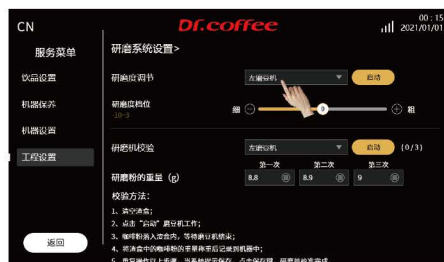 CN
Dr.coffee
00:15
2021/01/01
服务菜单
饮品设置
机器保养
机器设置
工程设置
返回
研磨系统设置>
研磨度调节 左磨豆机 启动
研磨度档位 细 0 粗
-10~3
研磨机校验 左磨豆机 启动 (0/3)
第一次 第二次 第三次
研磨粉的重量（g） 8.8 8.9 9
校验方法：
1、清空渣盒；
2、点击“启动”磨豆机工作；
3、咖啡粉落入渣盒内，等待磨豆机结束；
4、将渣盒中的咖啡粉的重量称重后记录到机器中；